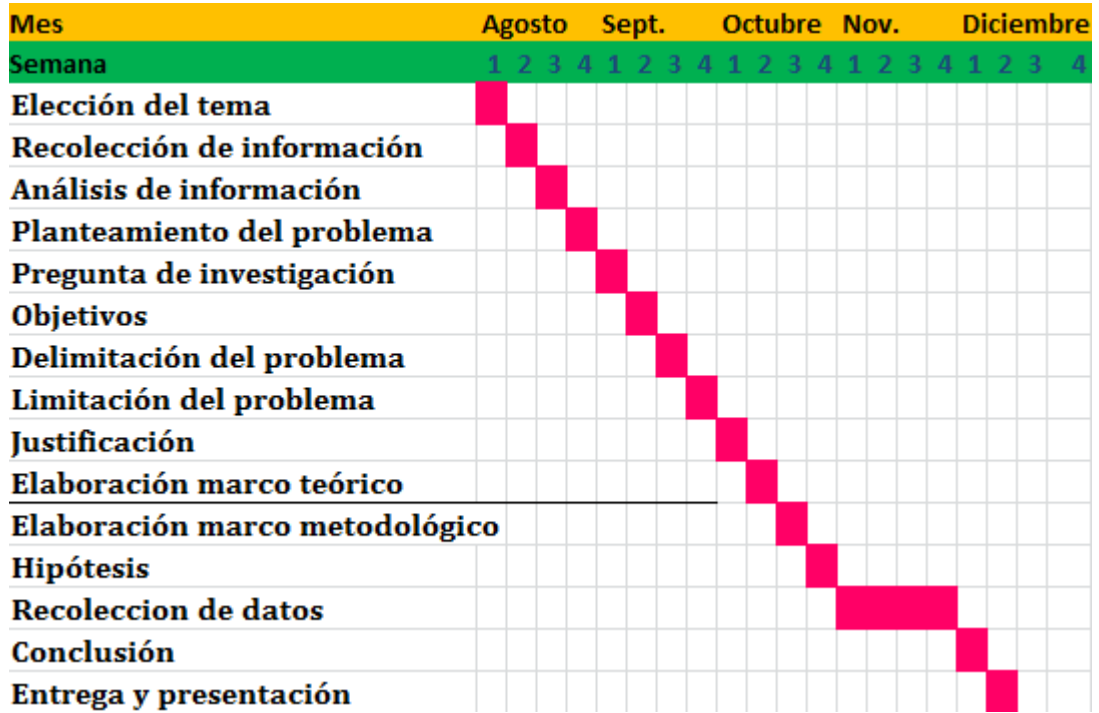 Mes Agosto Sept. Octubre Nov. Diciembre
Semana 1 2 3 4 1 2 3 4 1 2 3 4 1 2 3 4 1 2 3 4
Elección del tema
Recolección de información
Análisis de información
Planteamiento del problema
Pregunta de investigación
Objetivos
Delimitación del problema
Limitación del problema
Justificación
Elaboración marco teórico
Elaboración marco metodológico
Hipótesis
Recoleccion de datos
Conclusión
Entrega y presentación